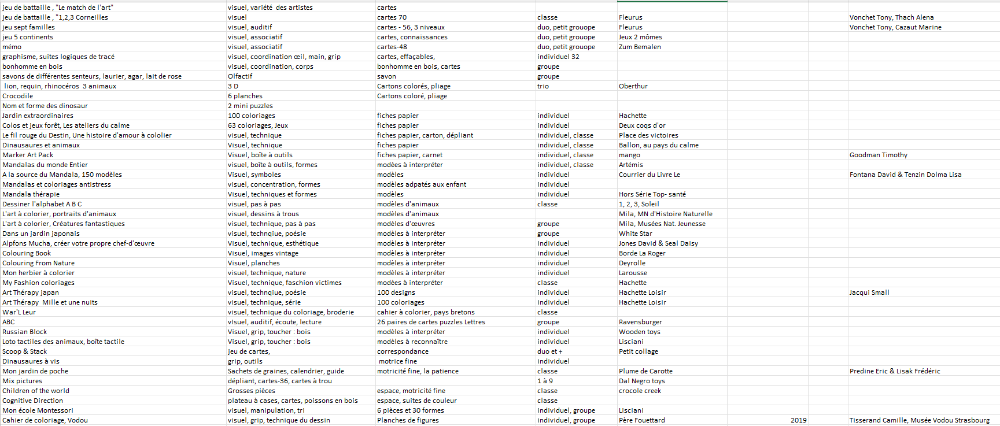 jeu de battaille , "Le match de l'art" visuel, variété  des artistes cartes
jeu de battaille , "1,2,3 Corneilles visuel cartes 70 classe Fleurus Vonchet Tony, Thach Alena
jeu sept familles visuel, auditif cartes - 56, 3 niveaux duo, petit grouope Fleurus Vonchet Tony, Cazaut Marine
jeu 5 continents visuel, associatif cartes, connaissances duo, petit grouope Jeux 2 mômes
mémo visuel, associatif cartes-48 duo, petit grouope Zum Bemalen
graphisme, suites logiques de tracé visuel, coordination œil, main, grip cartes, effaçables, individuel 32
bonhomme en bois visuel, coordination, corps bonhomme en bois, cartes groupe
savons de différentes senteurs, laurier, agar, lait de rose Olfactif savon groupe
lion, requin, rhinocéros  3 animaux 3 D Cartons colorés, pliage trio Oberthur
Crocodile 6 planches Cartons coloré, pliage
Nom et forme des dinosaur 2 mini puzzles
Jardin extraordinaires 100 coloriages fiches papier individuel Hachette
Colos et jeux forêt, Les ateliers du calme 63 coloriages, Jeux fiches papier individuel Deux coqs d'or
Le fil rouge du Destin, Une histoire d'amour à cololier visuel, technique fiches papier, carton, dépliant individuel, classe Place des victoires
Dinausaures et animaux Visuel, technique fiches papier individuel, classe Ballon, au pays du calme
Marker Art Pack Visuel, boîte à outils fiches papier, carnet individuel, classe mango Goodman Timothy
Mandalas du monde Entier visuel, boîte à outils, formes modèes à interpréter individuel, classe Artémis
A la source du Mandala, 150 modèles Visuel, symboles modèles individuel Courrier du Livre Le Fontana David & Tenzin Dolma Lisa
Mandalas et coloriages antistress visuel, concentration, formes modèles adpatés aux enfant individuel
Mandala thérapie Visuel, techniques et formes modèles individuel Hors Série Top- santé
Dessiner l'alphabet A B C visuel, pas à pas modèles d'animaux classe 1, 2, 3, Soleil
L'art à colorier, portraits d'animaux visuel, dessins à trous modèles d'animaux Mila, MN d'Histoire Naturelle
L'art à colorier, Créatures fantastiques visuel, technique, pas à pas modèles d'œuvres groupe Mila, Musées Nat. Jeunesse
Dans un jardin japonais visuel, technqiue, poésie modèles à interpréter groupe White Star
Alpfons Mucha, créer votre propre chef-d'œuvre Visuel, technique, esthétique modèles à interpréter individuel Jones David & Seal Daisy
Colouring Book Visuel, images vintage modèles à interpréter individuel Borde La Roger
Colouring From Nature Visuel, planches modèles à interpréter individuel Deyrolle
Mon herbier à colorier visuel, technique, nature modèles à interpréter individuel Larousse
My Fashion coloriages Visuel, technique, faschion victimes modèes à interpréter classe Hachette
Art Thérapy japan visuel, technqiue, poésie 100 designs individuel Hachette Loisir Jacqui Small
Art Thérapy  Mille et une nuits visuel, technique, série 100 coloriages individuel Hachette Loisir
War'L Leur visuel, technique du coloriage, broderie cahier à colorier, pays bretons classe
ABC visuel, auditif, écoute, lecture 26 paires de cartes puzzles Lettres groupe Ravensburger
Russian Block Visuel, grip, toucher : bois modèles à interpréter individuel Wooden toys
Loto tactiles des animaux, boîte tactile Visuel, grip, toucher : bois modèles à reconnaître individuel Lisciani
Scoop & Stack jeu de cartes, correspondance duo et + Petit collage
Dinausaures à vis grip, outils motrice fine individuel
Mon jardin de poche Sachets de graines, calendrier, guide motricité fine, la patience classe Plume de Carotte Predine Eric & Lisak Frédéric
Mix pictures dépliant, cartes-36, cartes à trou 1 à 9 Dal Negro toys
Children of the world Grosses pièces espace, motricité fine classe crocole creek
Cognitive Direction plateau à cases, cartes, poissons en bois espace, suites de couleur classe
Mon école Montessori visuel, manipulation, tri 6 pièces et 30 formes individuel, groupe Lisciani
Cahier de coloriage, Vodou visuel, grip, technique du dessin Planches de figures individuel, groupe Père Fouettard 2019 Tisserand Camille, Musée Vodou Strasbourg